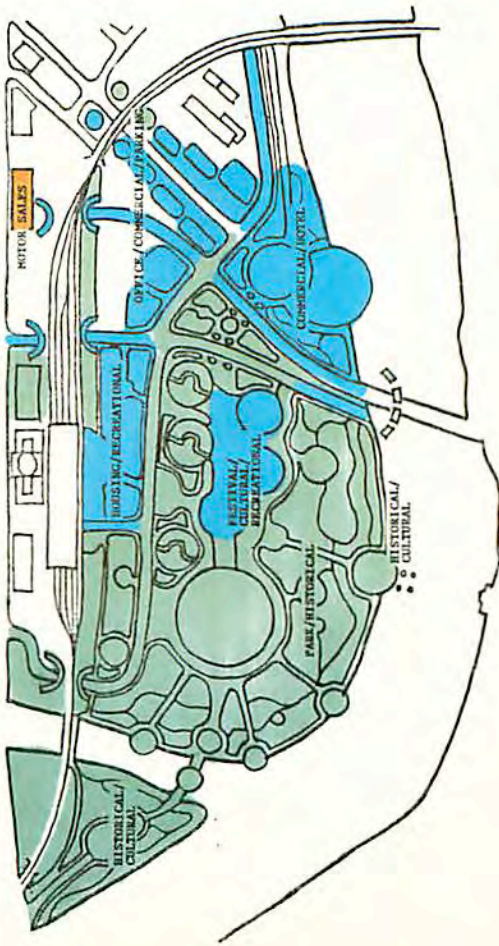 MOTOR SALES
OFFICE/COMMERCIAL/PARKING
COMMERCIAL/HOTEL
HOUSING/RECREATIONAL
FESTIVAL/
CULTURAL/
RECREATIONAL
HISTORICAL/
CULTURAL
PARK/HISTORICAL
HISTORICAL/
CULTURAL